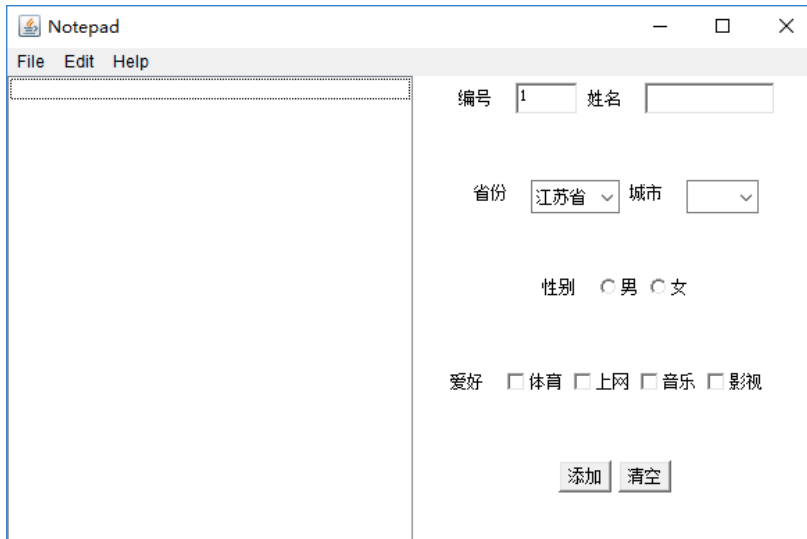 Notepad
File Edit Help
编号 1 姓名
省份 江苏省 城市
性别 男 女
爱好 体育 上网 音乐 影视
添加 清空